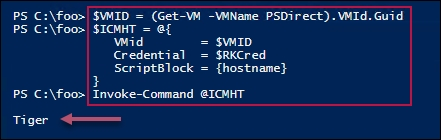 PS C:\foo> $VMID = (Get-VM -VMName PSDirect).VMId.Guid
PS C:\foo> $ICMHT = @{
VMid = $VMID
Credential = $RKCred
ScriptBlock = {hostname}
}
PS C:\foo> Invoke-Command @ICMHT
Tiger